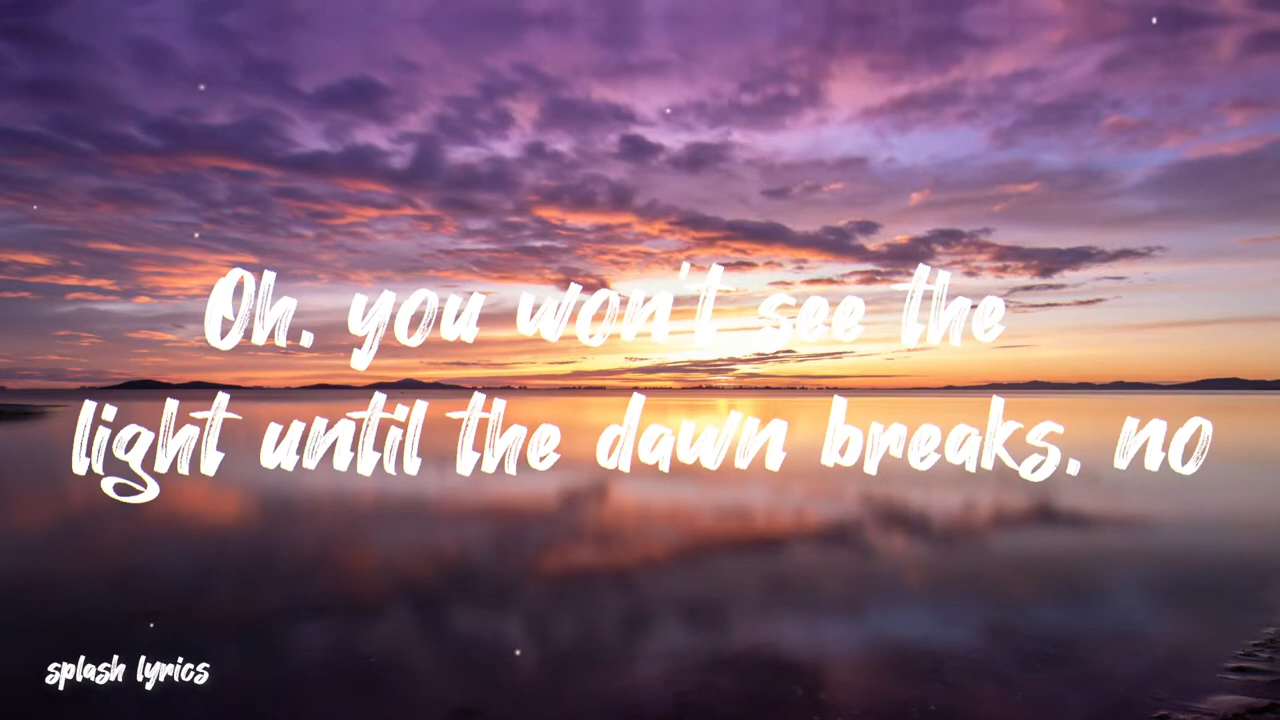 Oh, you won't see the
light until the dawn breaks, no
splash lyrics